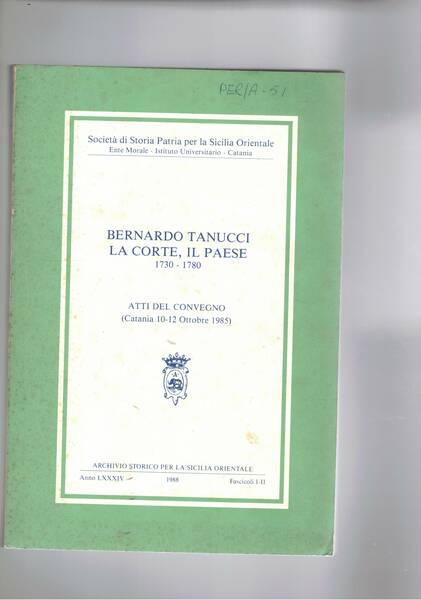 PER/A - 51
Società di Storia Patria per la Sicilia Orientale
Ente Morale - Istituto Universitario - Catania
BERNARDO TANUCCI
LA CORTE, IL PAESE
1730 - 1780
ATTI DEL CONVEGNO
(Catania 10-12 Ottobre 1985)
A
ARCHIVIO STORICO PER LA SICILIA ORIENTALE
Anno LXXXIV 1988 Fascicoli I-II